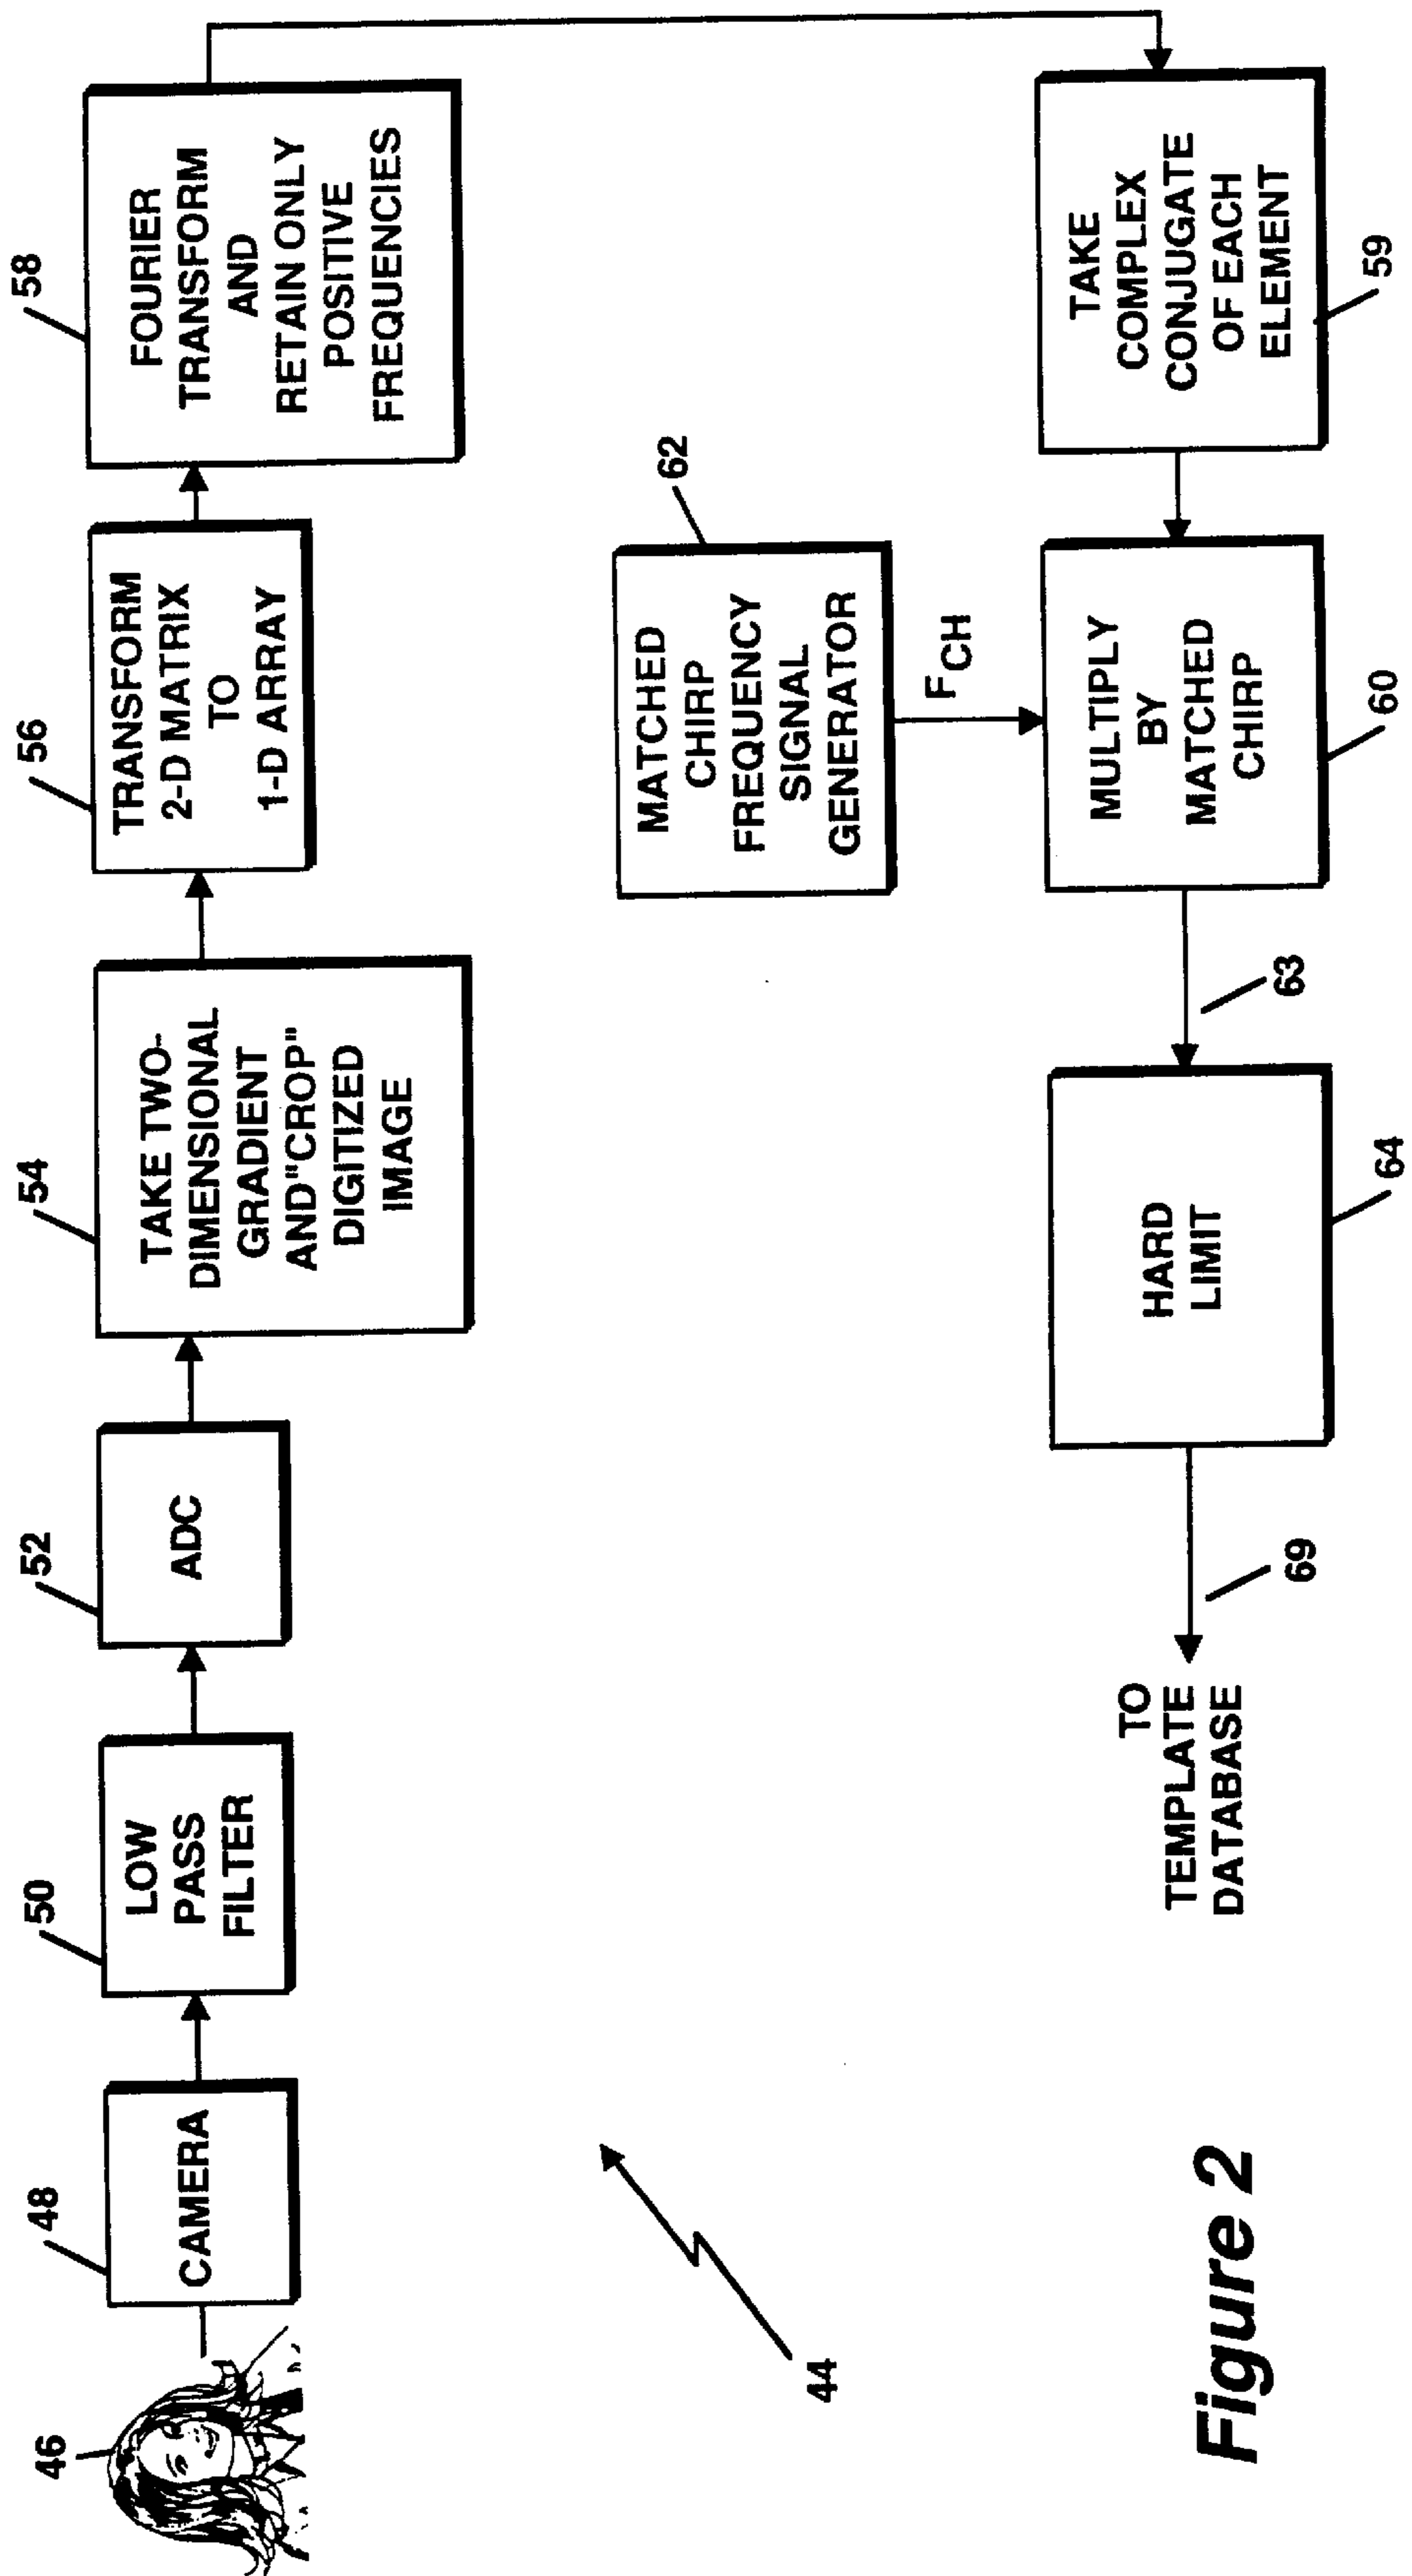 46
48
CAMERA
50
LOW
PASS
FILTER
52
ADC
54
TAKE TWO-
DIMENSIONAL
GRADIENT
AND"CROP"
DIGITIZED
IMAGE
56
TRANSFORM
2-D MATRIX
TO
1-D ARRAY
58
FOURIER
TRANSFORM
AND
RETAIN ONLY
POSITIVE
FREQUENCIES
62
MATCHED
CHIRP
FREQUENCY
SIGNAL
GENERATOR
FCH
TAKE
COMPLEX
CONJUGATE
OF EACH
ELEMENT
59
MULTIPLY
BY
MATCHED
CHIRP
60
63
HARD
LIMIT
64
69
TO
TEMPLATE
DATABASE
44
Figure 2